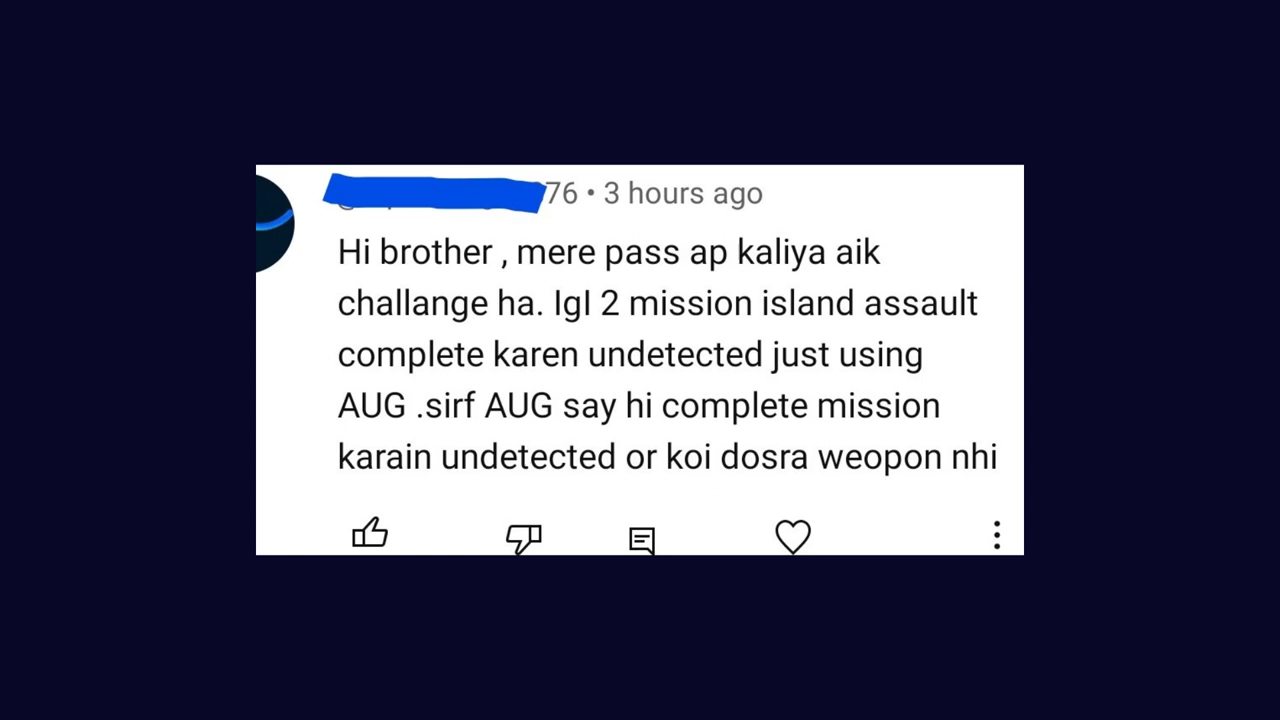 76 • 3 hours ago
Hi brother , mere pass ap kaliya aik
challange ha. IgI 2 mission island assault
complete karen undetected just using
AUG .sirf AUG say hi complete mission
karain undetected or koi dosra weopon nhi